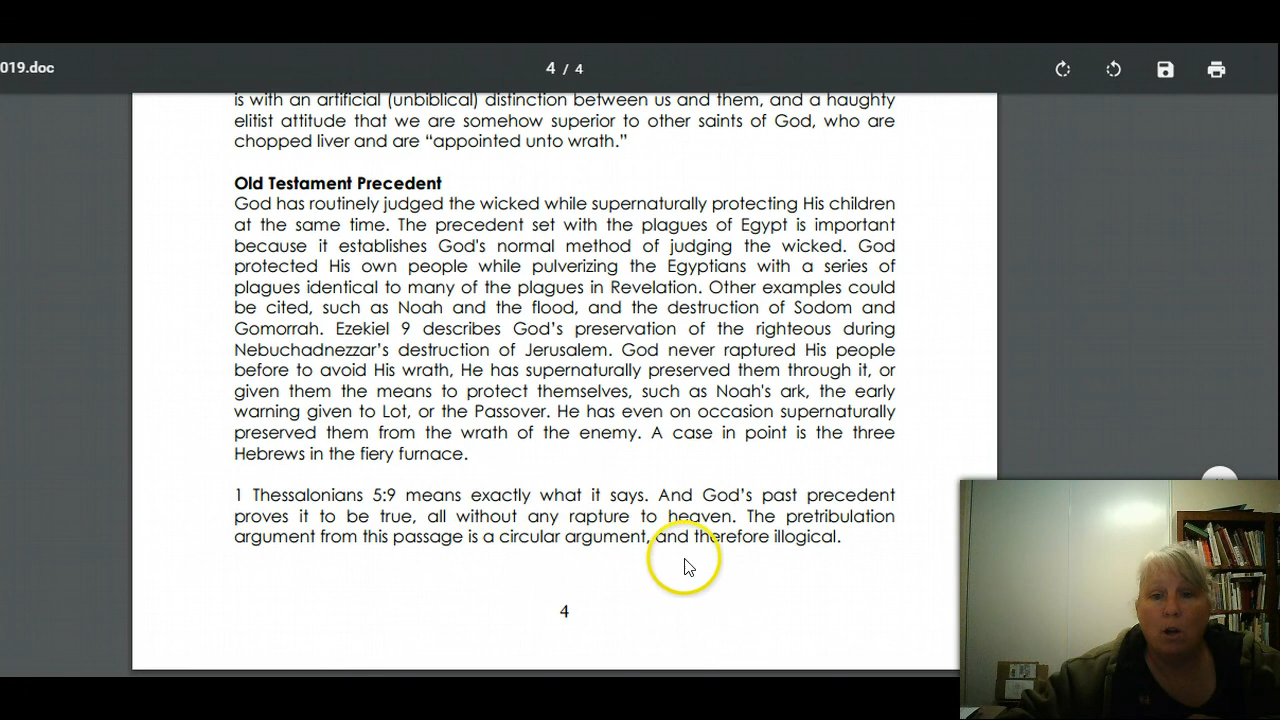 019.doc
4 / 4
is with an artificial (unbiblical) distinction between us and them, and a haughty
elitist attitude that we are somehow superior to other saints of God, who are
chopped liver and are “appointed unto wrath.”
Old Testament Precedent
God has routinely judged the wicked while supernaturally protecting His children
at the same time. The precedent set with the plagues of Egypt is important
because it establishes God's normal method of judging the wicked. God
protected His own people while pulverizing the Egyptians with a series of
plagues identical to many of the plagues in Revelation. Other examples could
be cited, such as Noah and the flood, and the destruction of Sodom and
Gomorrah. Ezekiel 9 describes God’s preservation of the righteous during
Nebuchadnezzar’s destruction of Jerusalem. God never raptured His people
before to avoid His wrath, He has supernaturally preserved them through it, or
given them the means to protect themselves, such as Noah's ark, the early
warning given to Lot, or the Passover. He has even on occasion supernaturally
preserved them from the wrath of the enemy. A case in point is the three
Hebrews in the fiery furnace.
1 Thessalonians 5:9 means exactly what it says. And God’s past precedent
proves it to be true, all without any rapture to heaven. The pretribulation
argument from this passage is a circular argument, and therefore illogical.
4